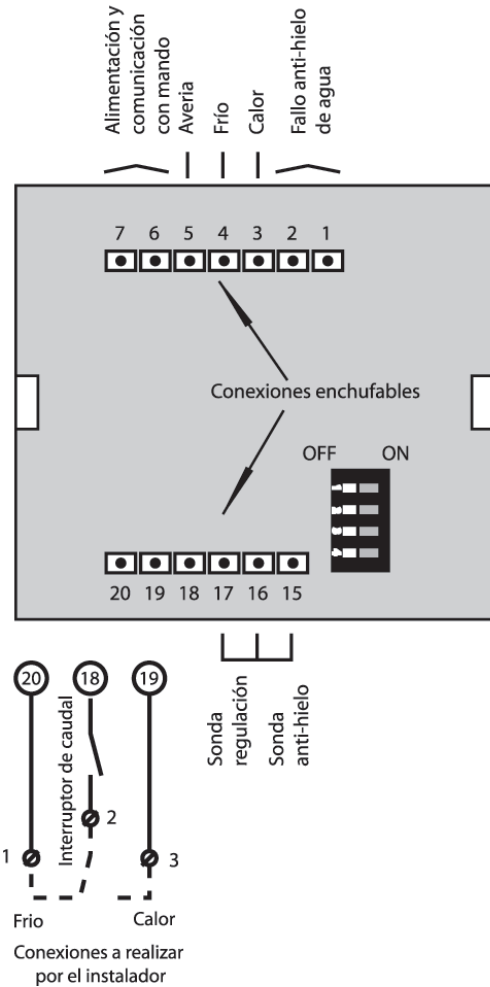 Alimentación y
comunicación
con mando
Averia
Frío
Calor
Fallo anti-hielo
de agua
7 6 5 4 3 2 1
Conexiones enchufables
OFF ON
20 19 18 17 16 15
Sonda
regulación
Sonda
anti-hielo
20 18 19
Interruptor de caudal
2
1 3
Frio Calor
Conexiones a realizar
por el instalador